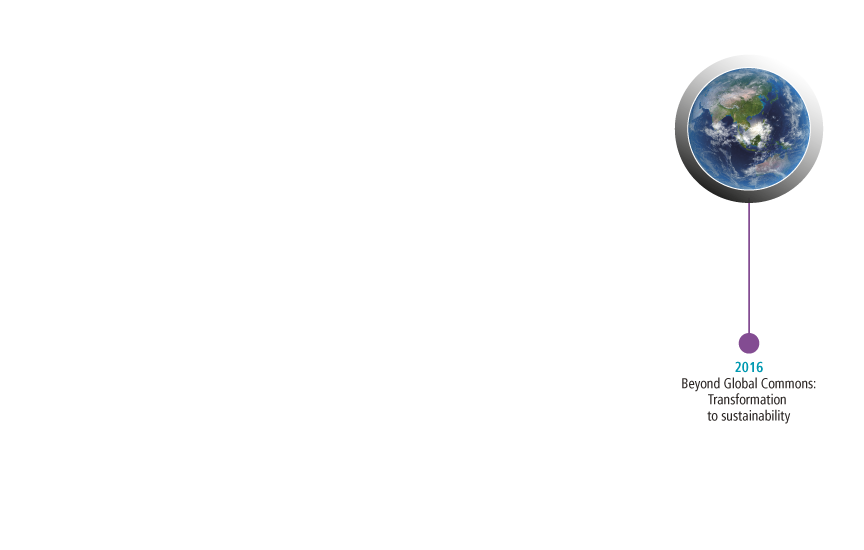 2016
Beyond Global Commons:
Transformation
to sustainability